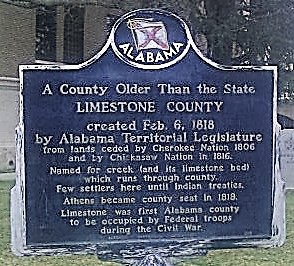 ALABAMA
A County Older Than the State
LIMESTONE COUNTY
created Feb. 6, 1818
by Alabama Territorial Legislature
from lands ceded by Cherokee Nation 1806
and by Chickasaw Nation in 1816.
Named for creek (and its limestone bed)
which runs through county.
Few settlers here until Indian treaties.
Athens became county seat in 1818.
Limestone was first Alabama county
to be occupied by Federal troops
during the Civil War.